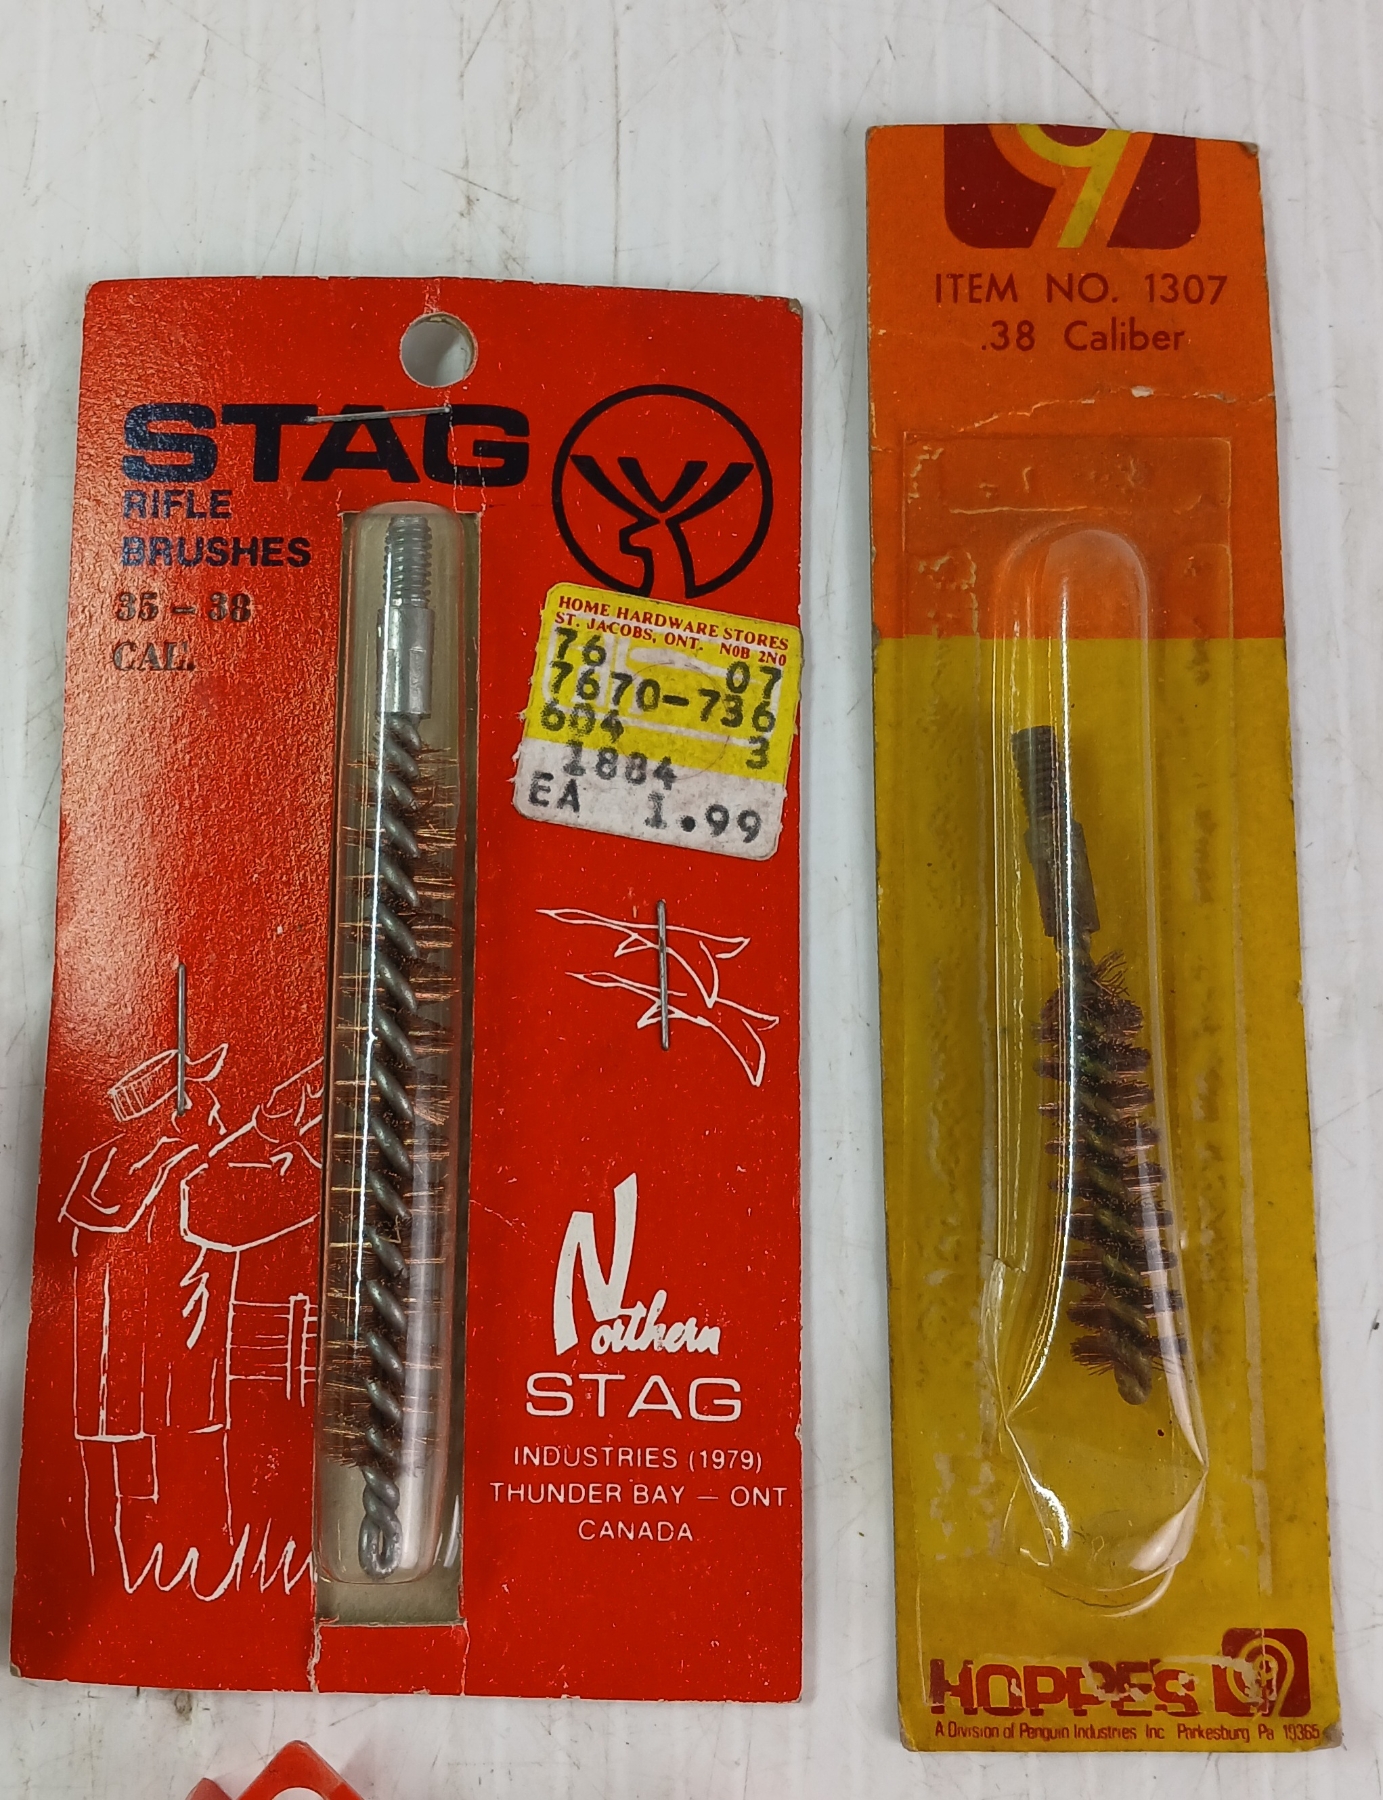 STAG
RIFLE
BRUSHES
35 - 38
CAL.
HOME HARDWARE STORES
ST. JACOBS, ONT. N0B 2N0
76 07
7670-736
604 3
1884
EA 1.99
Northern
STAG
INDUSTRIES (1979)
THUNDER BAY — ONT
CANADA
9
ITEM NO. 1307
.38 Caliber
HOPPE'S 9
A Division of Penguin Industries Inc Parkesburg Pa 19365